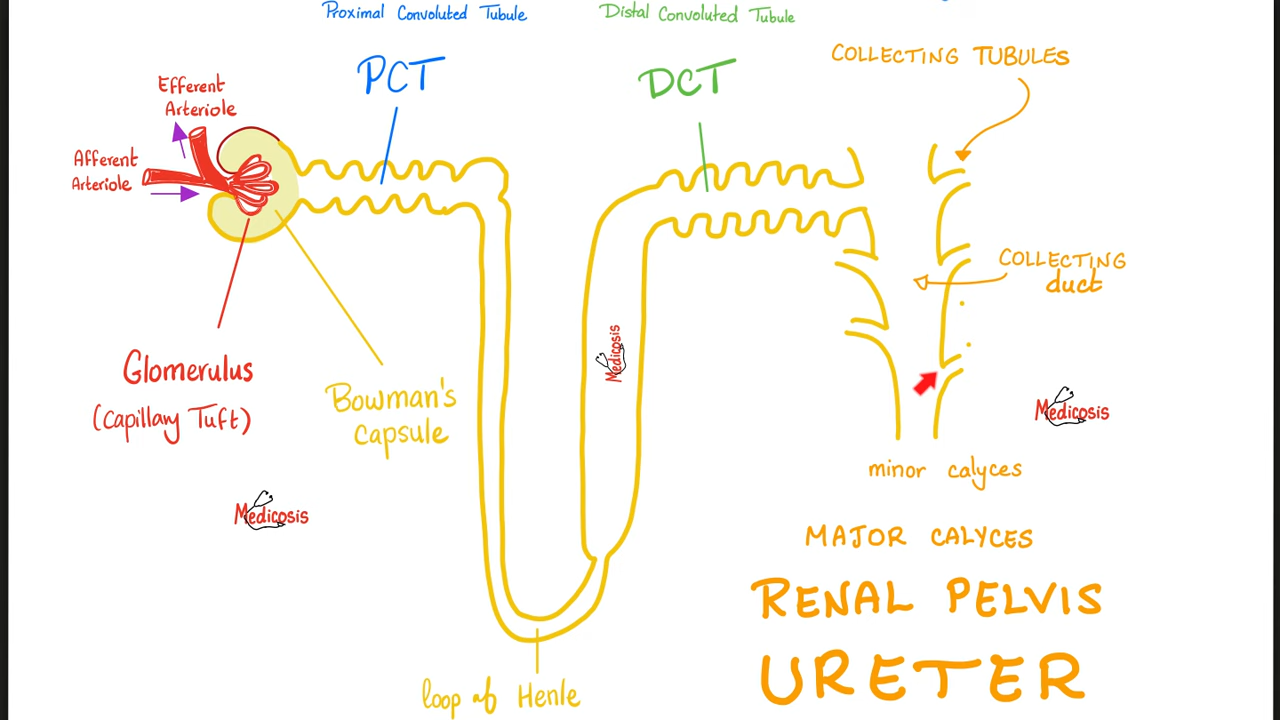 Proximal Convoluted Tubule
Distal Convoluted Tubule
PCT
DCT
COLLECTING TUBULES
Efferent
Arteriole
Afferent
Arteriole
COLLECTING
duct
Medicosis
Glomerulus
(Capillary Tuft)
Bowman's
capsule
Medicosis
minor calyces
Medicosis
MAJOR CALYCES
RENAL PELVIS
URETER
loop of Henle